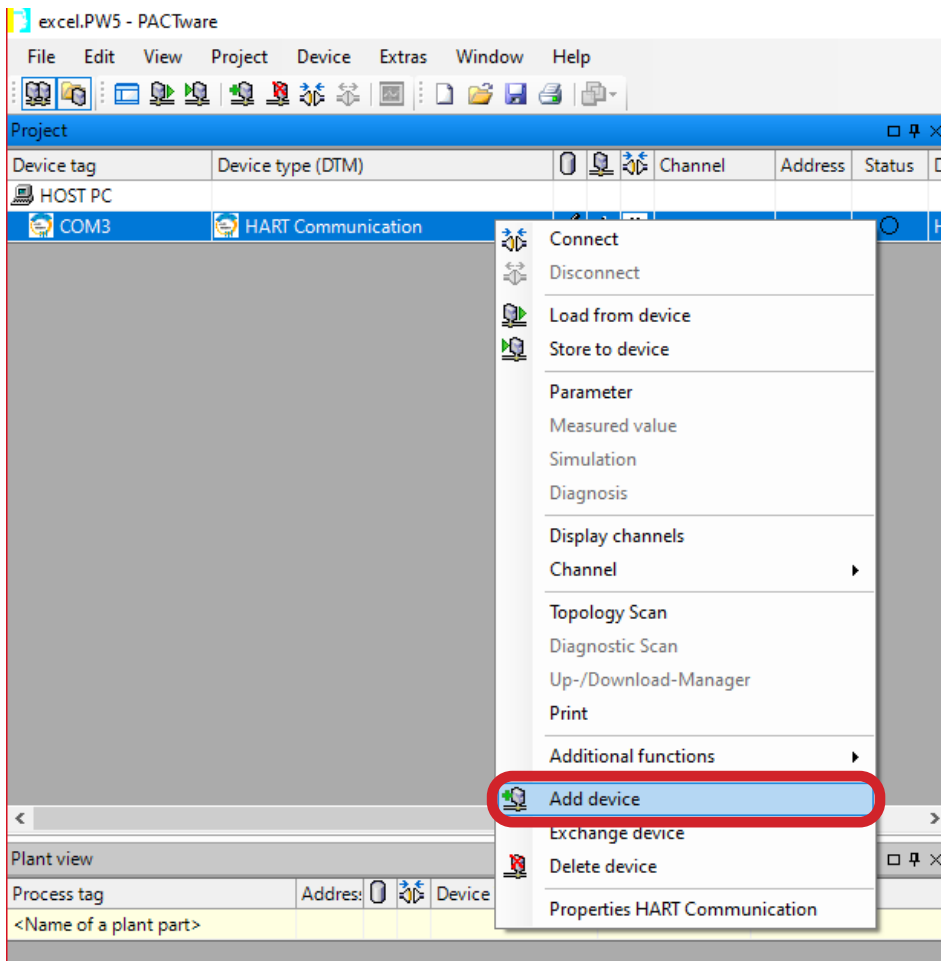 excel.PW5 - PACTware
File Edit View Project Device Extras Window Help
Project
Device tag Device type (DTM) Channel Address Status
HOST PC
COM3 HART Communication
Connect
Disconnect
Load from device
Store to device
Parameter
Measured value
Simulation
Diagnosis
Display channels
Channel
Topology Scan
Diagnostic Scan
Up-/Download-Manager
Print
Additional functions
Add device
Exchange device
Delete device
Properties HART Communication
Plant view
Process tag Addres Device
<Name of a plant part>